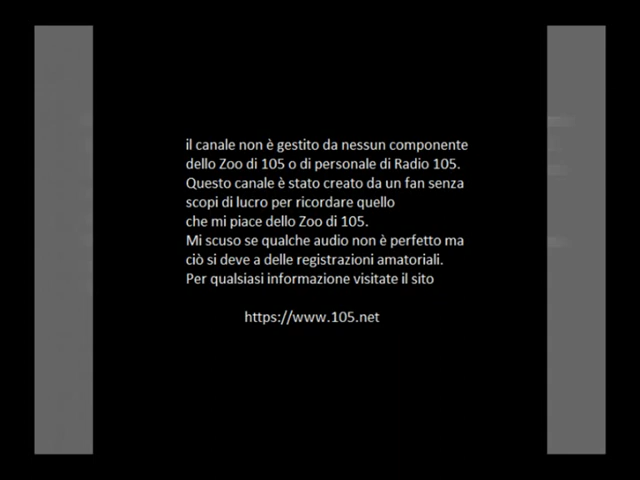 il canale non è gestito da nessun componente
dello Zoo di 105 o di personale di Radio 105.
Questo canale è stato creato da un fan senza
scopi di lucro per ricordare quello
che mi piace dello Zoo di 105.
Mi scuso se qualche audio non è perfetto ma
ciò si deve a delle registrazioni amatoriali.
Per qualsiasi informazione visitate il sito
https://www.105.net